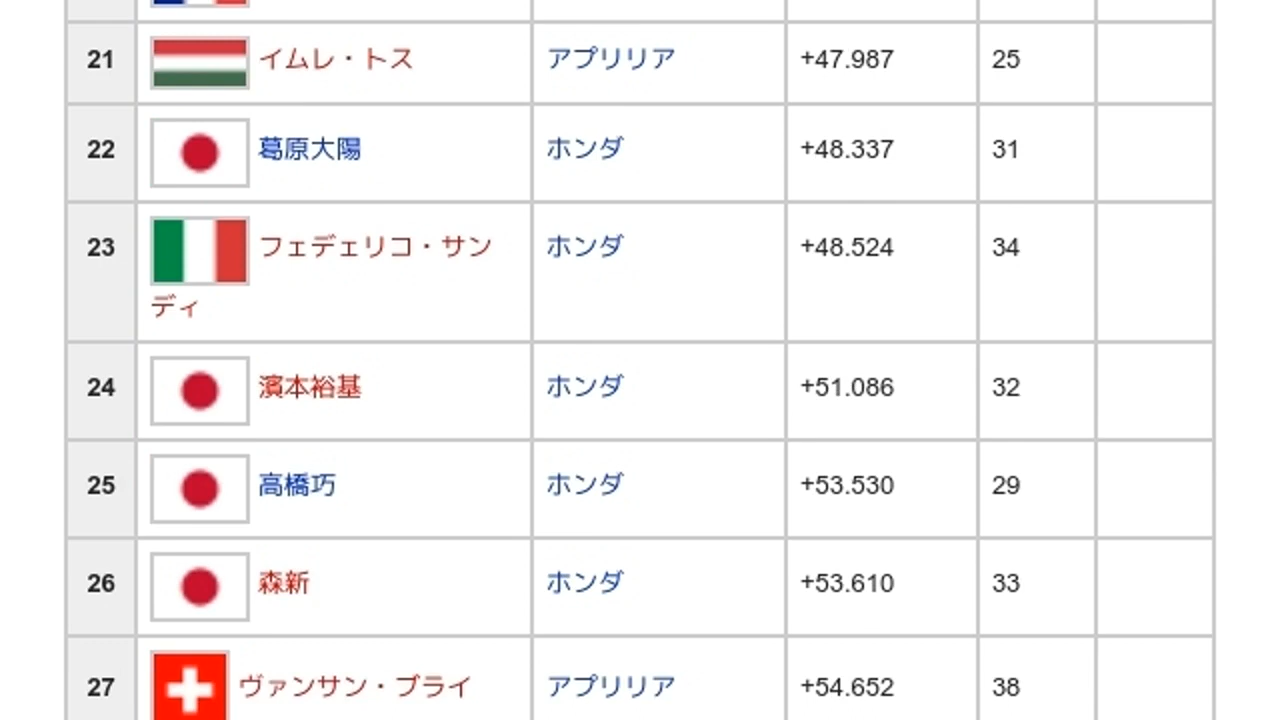 21 イムレ・トス アプリリア +47.987 25
22 葛原大陽 ホンダ +48.337 31
23 フェデェリコ・サン ホンダ +48.524 34
ディ
24 濱本裕基 ホンダ +51.086 32
25 高橋巧 ホンダ +53.530 29
26 森新 ホンダ +53.610 33
27 ヴァンサン・ブライ アプリリア +54.652 38